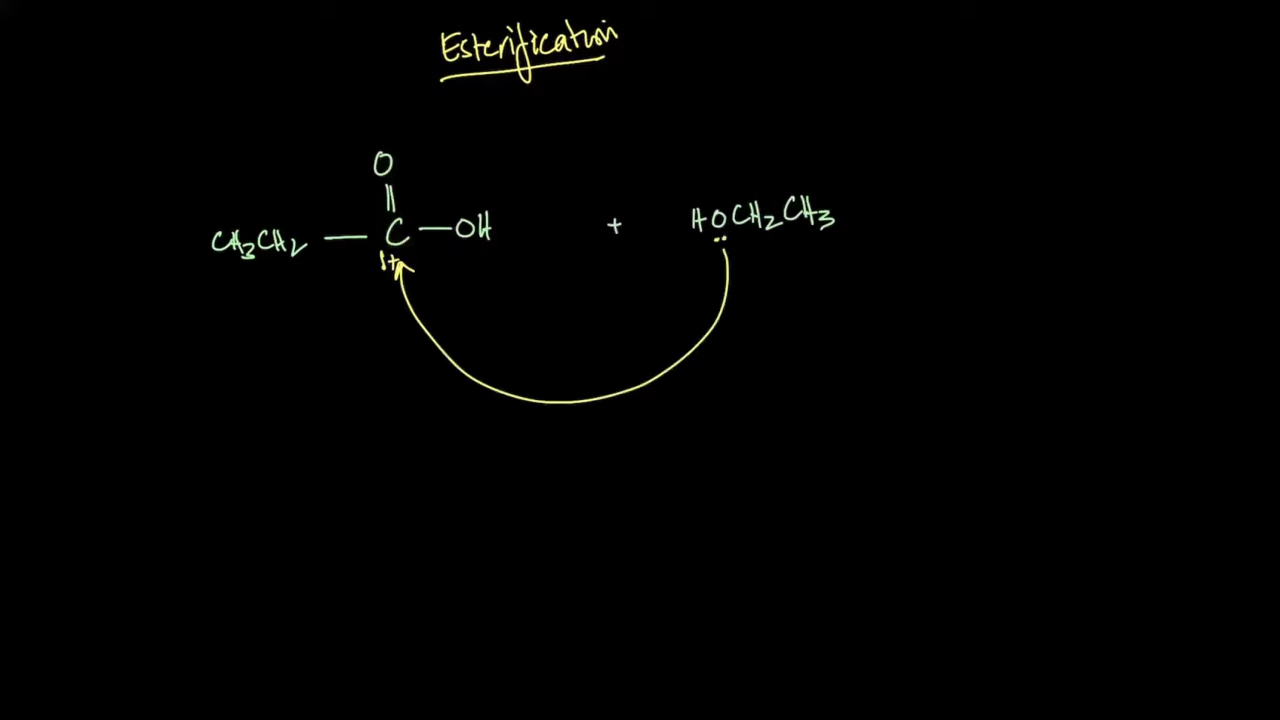 Esterification
O
||
CH3CH2 — C — OH + HOCH2CH3
δ+